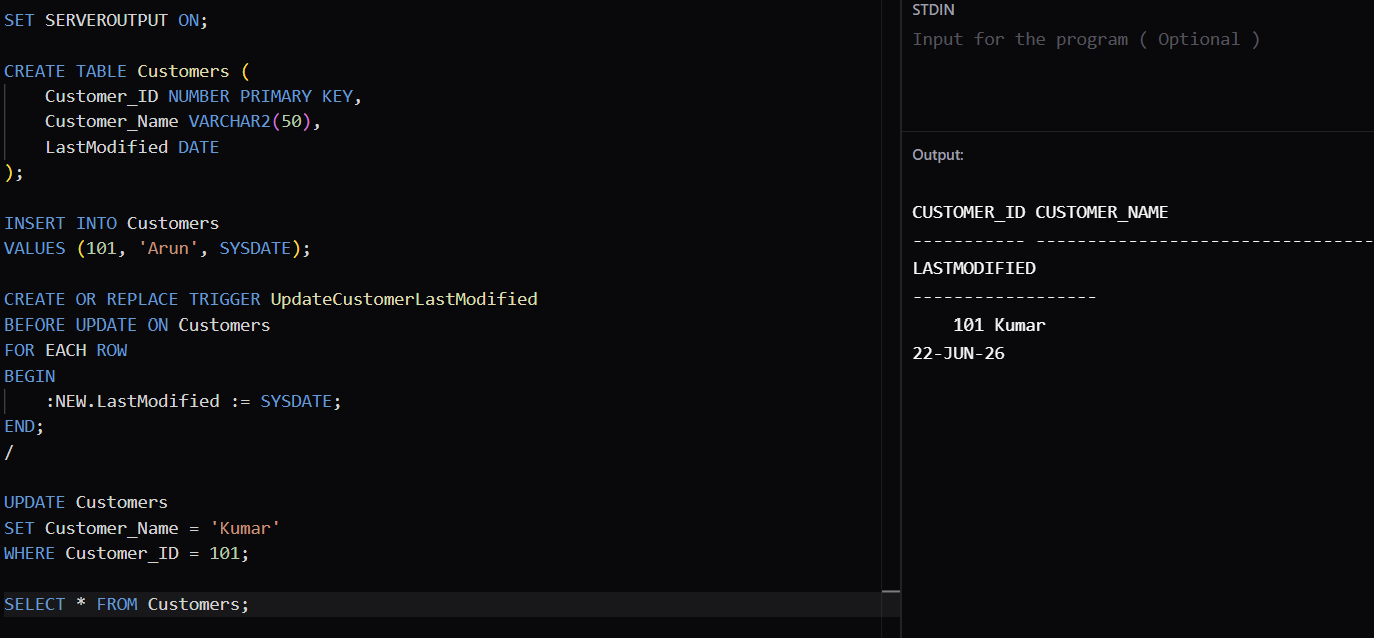 SET SERVEROUTPUT ON;
CREATE TABLE Customers (
    Customer_ID NUMBER PRIMARY KEY,
    Customer_Name VARCHAR2(50),
    LastModified DATE
);
INSERT INTO Customers
VALUES (101, 'Arun', SYSDATE);
CREATE OR REPLACE TRIGGER UpdateCustomerLastModified
BEFORE UPDATE ON Customers
FOR EACH ROW
BEGIN
    :NEW.LastModified := SYSDATE;
END;
/
UPDATE Customers
SET Customer_Name = 'Kumar'
WHERE Customer_ID = 101;
SELECT * FROM Customers;
STDIN
Input for the program ( Optional )
Output:
CUSTOMER_ID CUSTOMER_NAME
----------- ---------------------------------
LASTMODIFIED
------------------
    101 Kumar
22-JUN-26